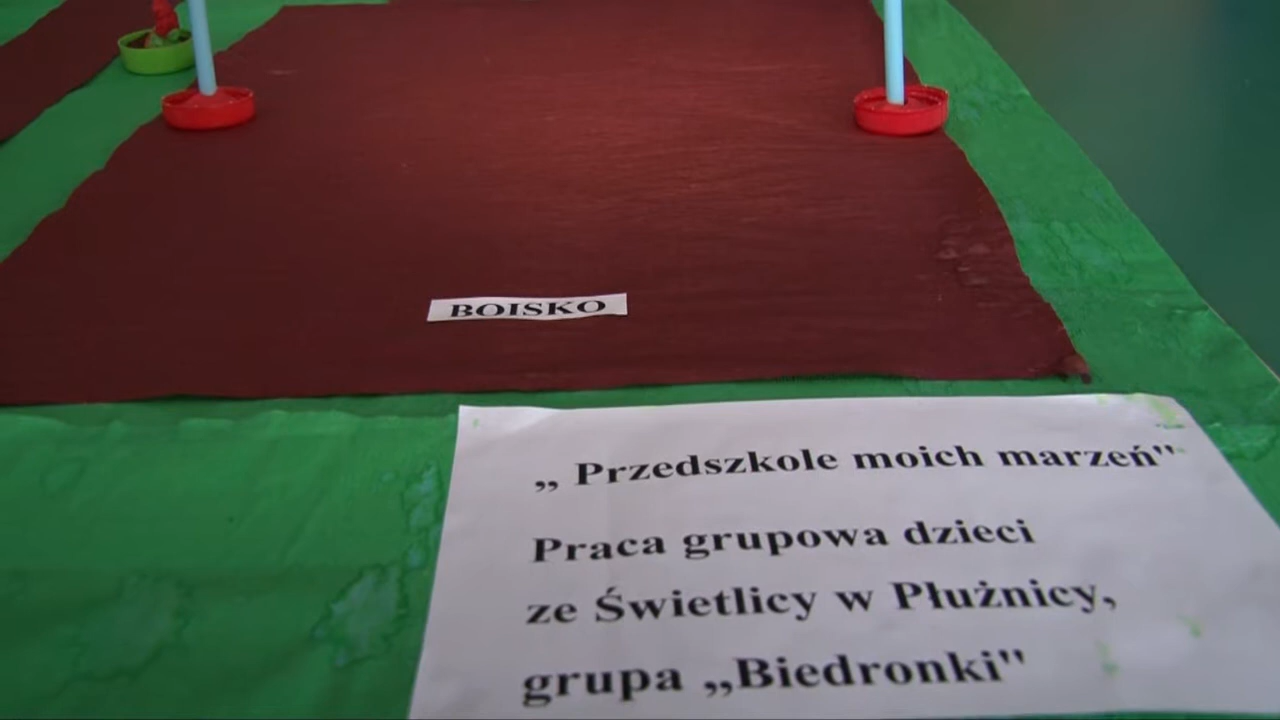 BOISKO
„ Przedszkole moich marzeń"
Praca grupowa dzieci
ze Świetlicy w Płużnicy,
grupa „Biedronki"